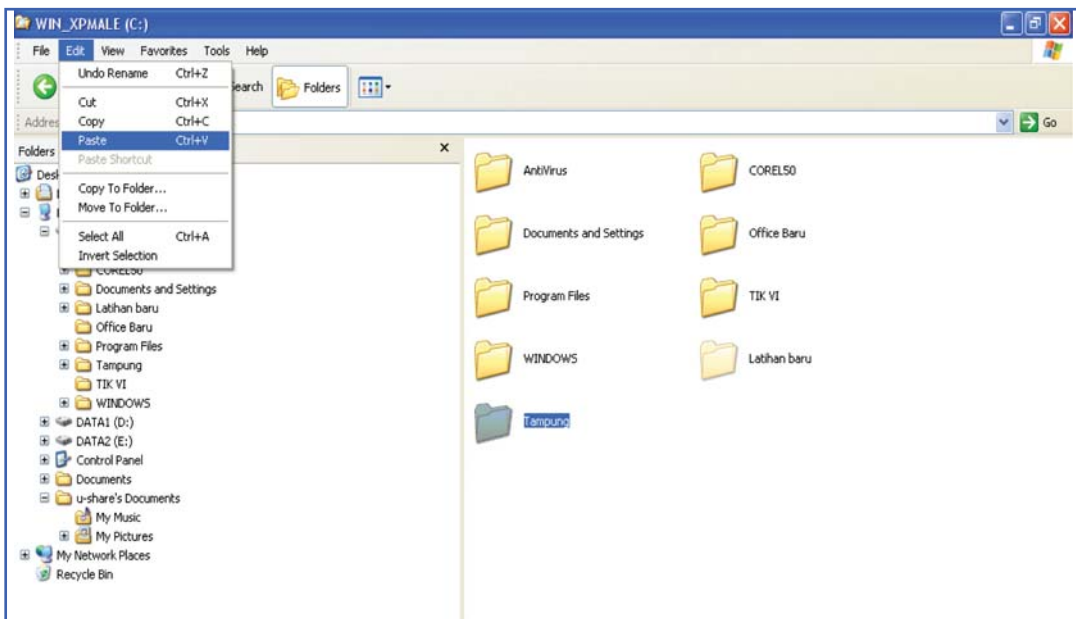 WIN_XPMALE (C:)
File Edit View Favorites Tools Help
Undo Rename Ctrl+Z
Cut Ctrl+X
Copy Ctrl+C
Paste Ctrl+V
Paste Shortcut
Copy To Folder...
Move To Folder...
Select All Ctrl+A
Invert Selection
Folders
Go
Folders
COREL50
Documents and Settings
Latihan baru
Office Baru
Program Files
Tampung
TIK VI
WINDOWS
DATA1 (D:)
DATA2 (E:)
Control Panel
Documents
u-share's Documents
My Music
My Pictures
My Network Places
Recycle Bin
AntiVirus
COREL50
Documents and Settings
Office Baru
Program Files
TIK VI
WINDOWS
Latihan baru
Tampung